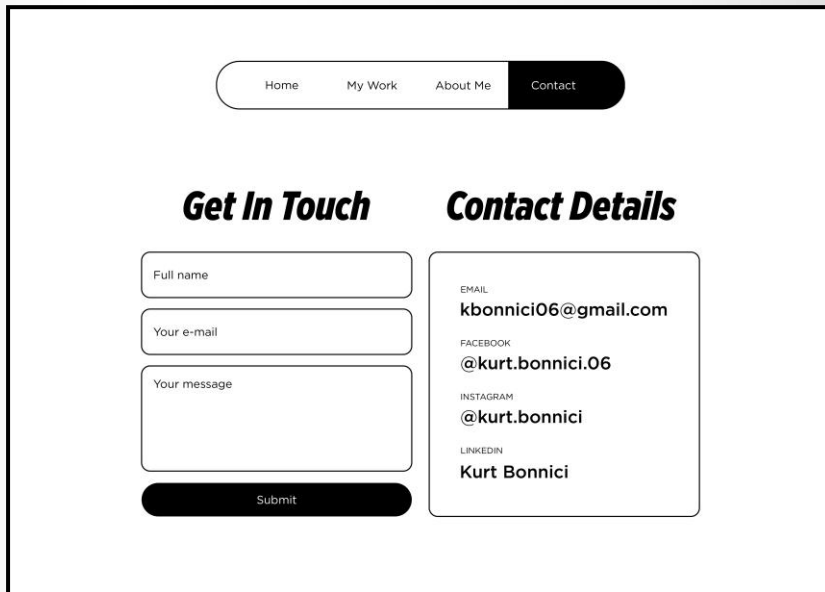 Home My Work About Me Contact
Get In Touch
Full name
Your e-mail
Your message
Submit
Contact Details
EMAIL
kbonnici06@gmail.com
FACEBOOK
@kurt.bonnici.06
INSTAGRAM
@kurt.bonnici
LINKEDIN
Kurt Bonnici